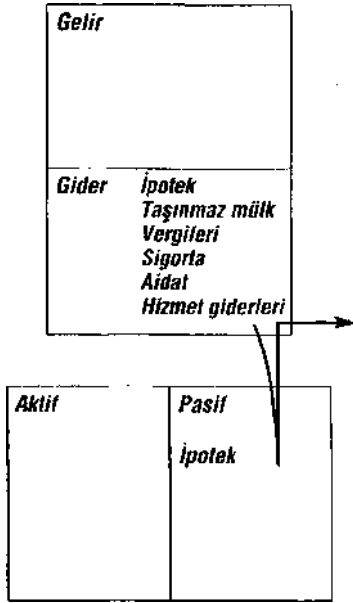 Gelir
Gider İpotek
Taşınmaz mülk
Vergileri
Sigorta
Aidat
Hizmet giderleri
Aktif Pasif
İpotek